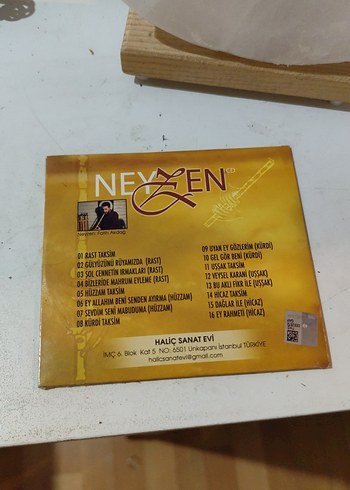 NEYZEN
CD
Neyzen Fatih Akdağ
01 RAST TAKSİM
02 GÜLYÜZÜNÜ RÜYAMIZDA (RAST)
03 ŞOL CENNETİN IRMAKLARI (RAST)
04 BİZLERİDE MAHRUM EYLEME (RAST)
05 HÜZZAM TAKSİM
06 EY ALLAHIM BENİ SENDEN AYIRMA (HÜZZAM)
07 SEVDİM SENİ MABUDUMA (HÜZZAM)
08 KÜRDİ TAKSİM
09 UYAN EY GÖZLERİM (KÜRDİ)
10 GEL GÖR BENİ (KÜRDİ)
11 UŞŞAK TAKSİM
12 VEYSEL KARANİ (UŞŞAK)
13 BU AKLI FİKR İLE (UŞŞAK)
14 HİCAZ TAKSİM
15 DAĞLAR İLE (HİCAZ)
16 EY RAHMETİ (HİCAZ)
HALİÇ SANAT EVİ
İMÇ 6. Blok Kat 5 NO: 6501 Unkapanı İstanbul TÜRKİYE
halicsanatevi@gmail.com